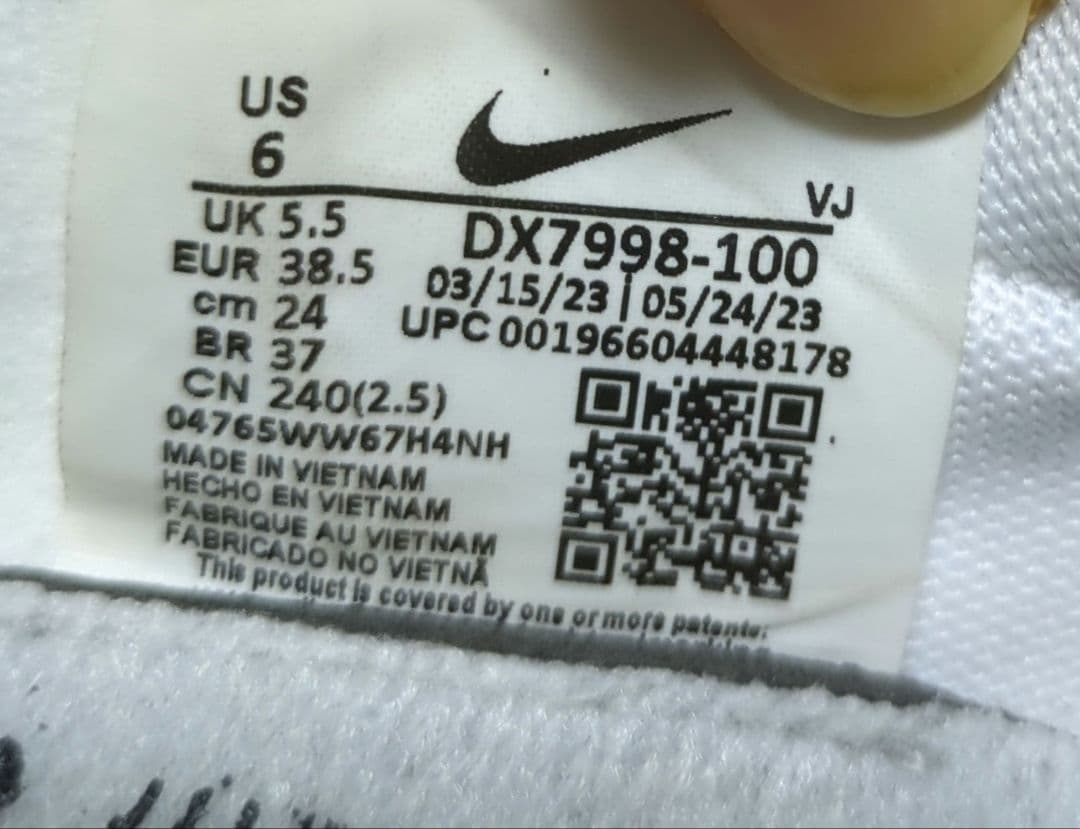 US
6
VJ
UK 5.5
DX7998-100
EUR 38.5
03/15/23 | 05/24/23
cm 24
UPC 00196604448178
BR 37
CN 240(2.5)
04765WW67H4NH
MADE IN VIETNAM
HECHO EN VIETNAM
FABRIQUE AU VIETNAM
FABRICADO NO VIETNÃ
This product is covered by one or more patents: